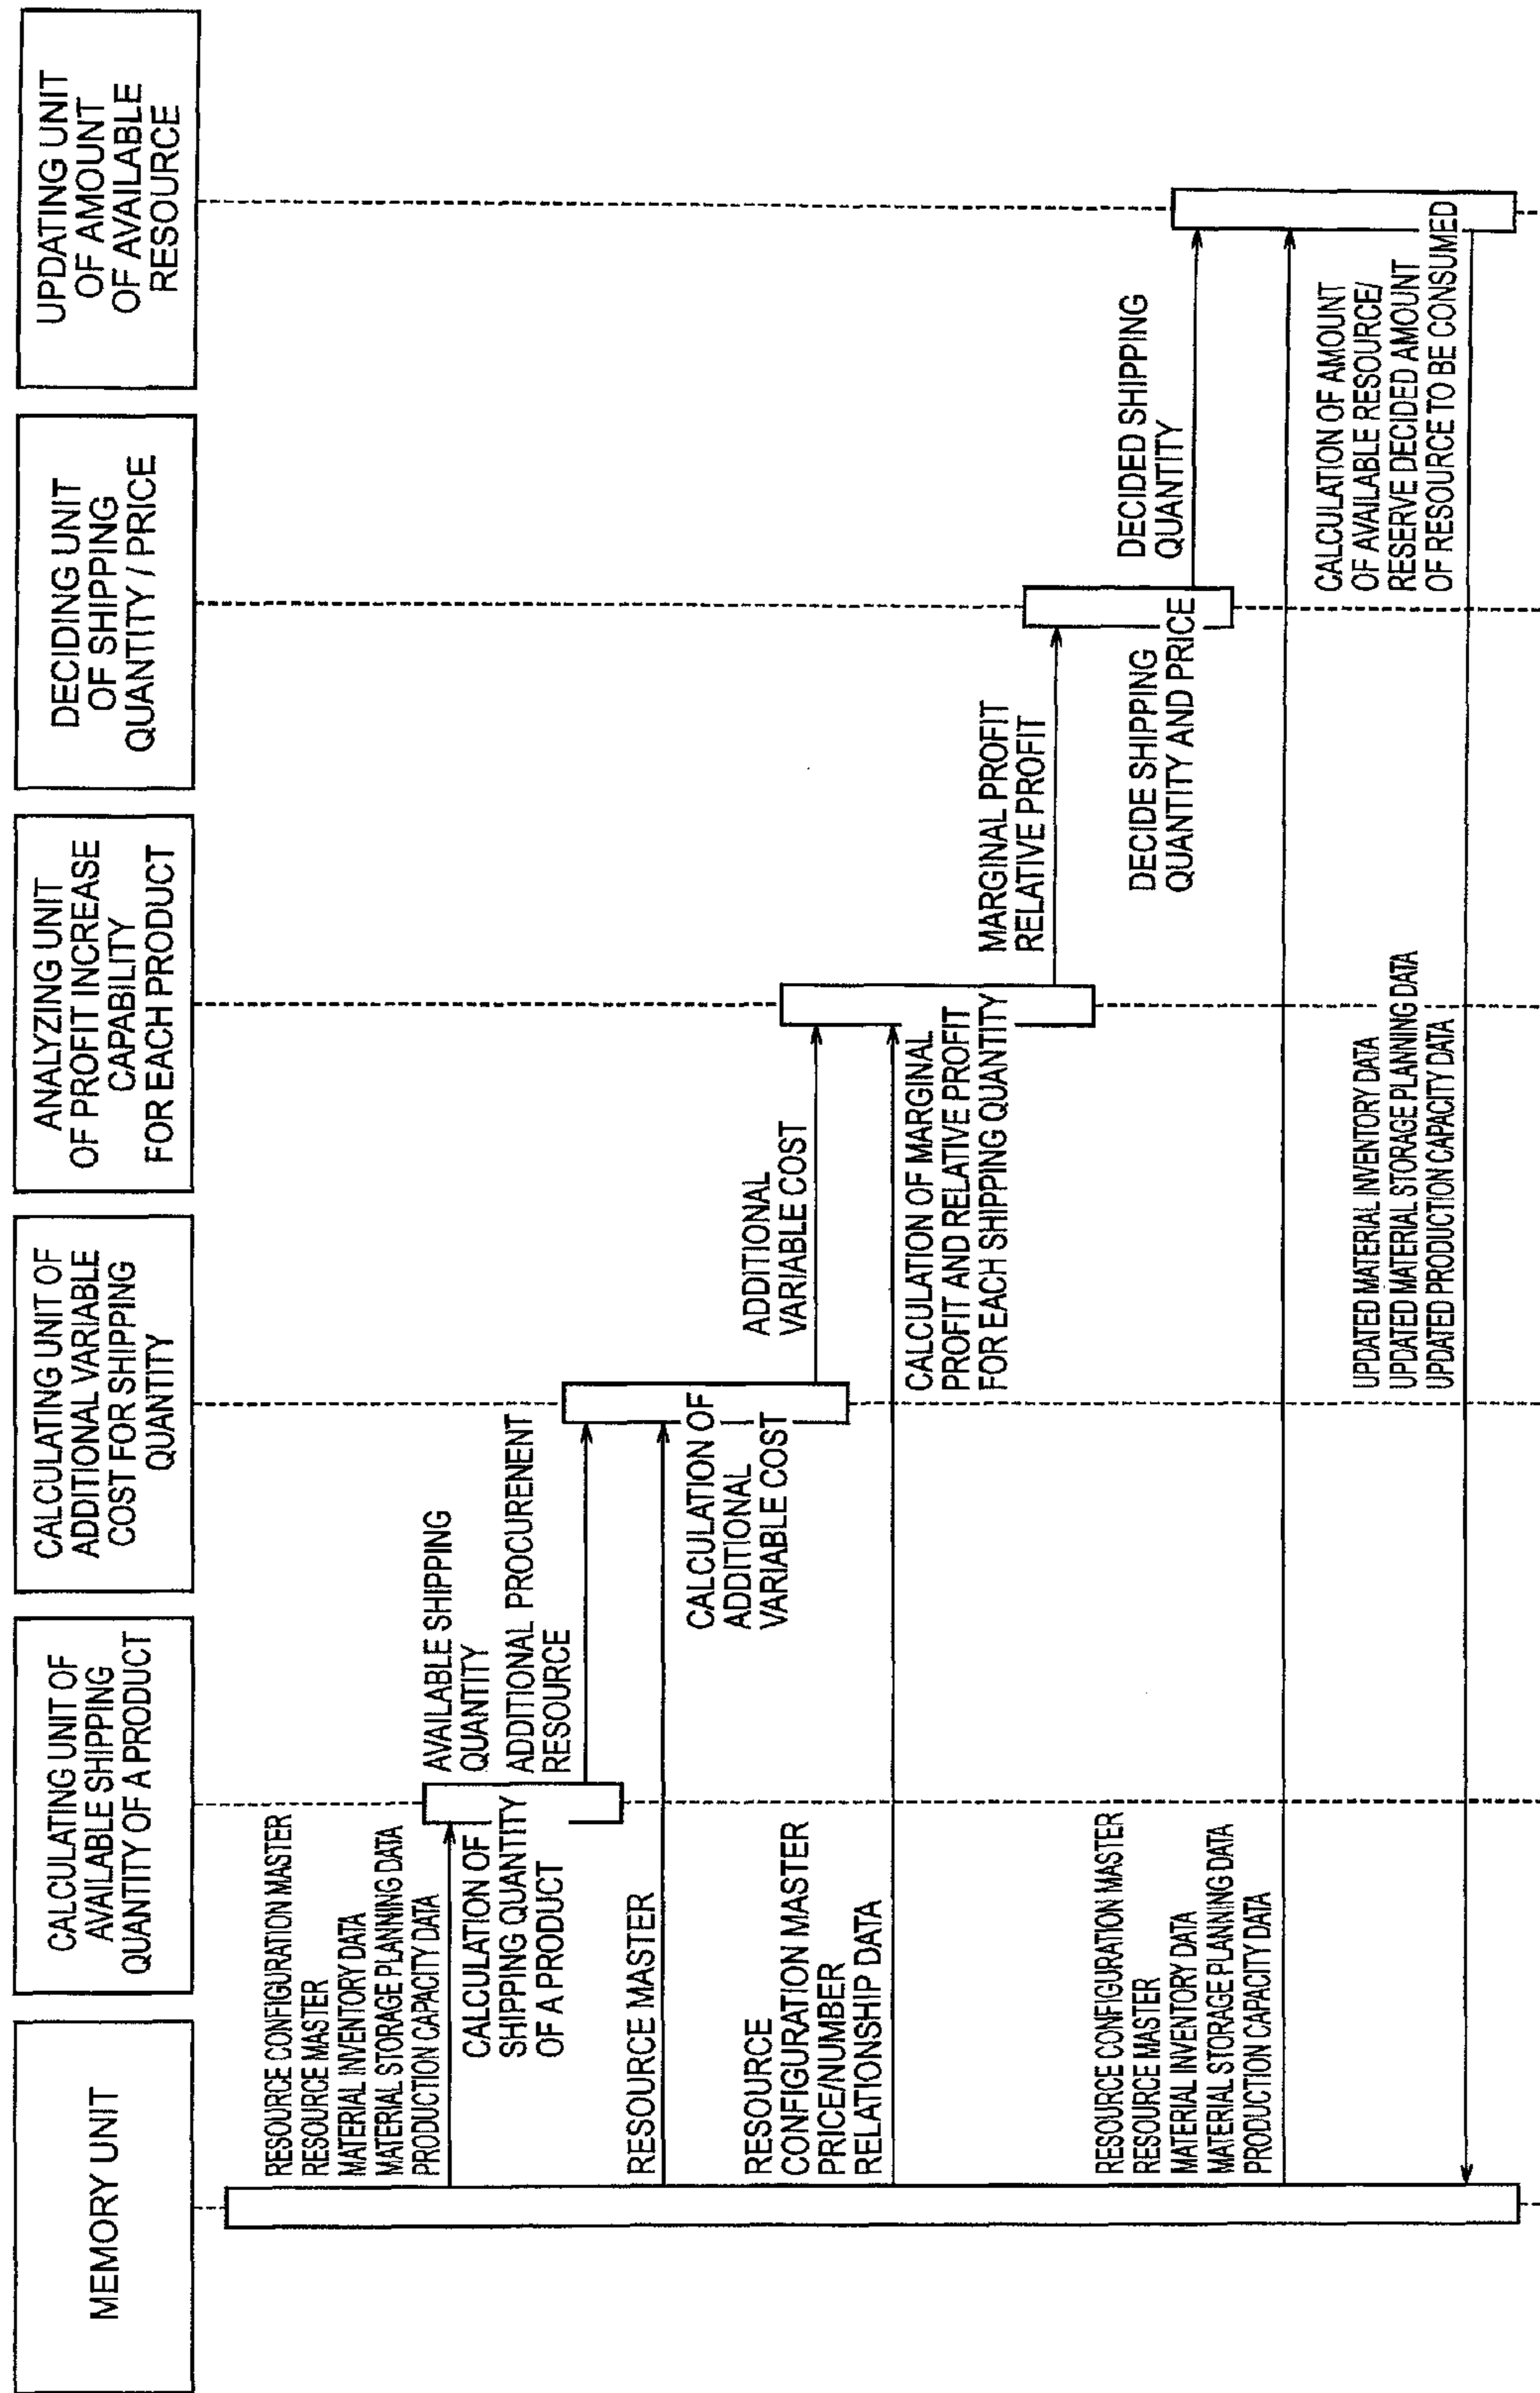 MEMORY UNIT
CALCULATING UNIT OF
AVAILABLE SHIPPING
QUANTITY OF A PRODUCT
CALCULATING UNIT OF
ADDITIONAL VARIABLE
COST FOR SHIPPING
QUANTITY
ANALYZING UNIT
OF PROFIT INCREASE
CAPABILITY
FOR EACH PRODUCT
DECIDING UNIT
OF SHIPPING
QUANTITY / PRICE
UPDATING UNIT
OF AMOUNT
OF AVAILABLE
RESOURCE
RESOURCE CONFIGURATION MASTER
RESOURCE MASTER
MATERIAL INVENTORY DATA
MATERIAL STORAGE PLANNING DATA
PRODUCTION CAPACITY DATA
CALCULATION OF
SHIPPING QUANTITY
OF A PRODUCT
AVAILABLE SHIPPING
QUANTITY
ADDITIONAL PROCURENENT
RESOURCE
RESOURCE MASTER
CALCULATION OF
ADDITIONAL
VARIABLE COST
ADDITIONAL
VARIABLE COST
RESOURCE
CONFIGURATION MASTER
PRICE/NUMBER
RELATIONSHIP DATA
CALCULATION OF MARGINAL
PROFIT AND RELATIVE PROFIT
FOR EACH SHIPPING QUANTITY
MARGINAL PROFIT
RELATIVE PROFIT
DECIDE SHIPPING
QUANTITY AND PRICE
DECIDED SHIPPING
QUANTITY
RESOURCE CONFIGURATION MASTER
RESOURCE MASTER
MATERIAL INVENTORY DATA
MATERIAL STORAGE PLANNING DATA
PRODUCTION CAPACITY DATA
CALCULATION OF AMOUNT
OF AVAILABLE RESOURCE/
RESERVE DECIDED AMOUNT
OF RESOURCE TO BE CONSUMED
UPDATED MATERIAL INVENTORY DATA
UPDATED MATERIAL STORAGE PLANNING DATA
UPDATED PRODUCTION CAPACITY DATA